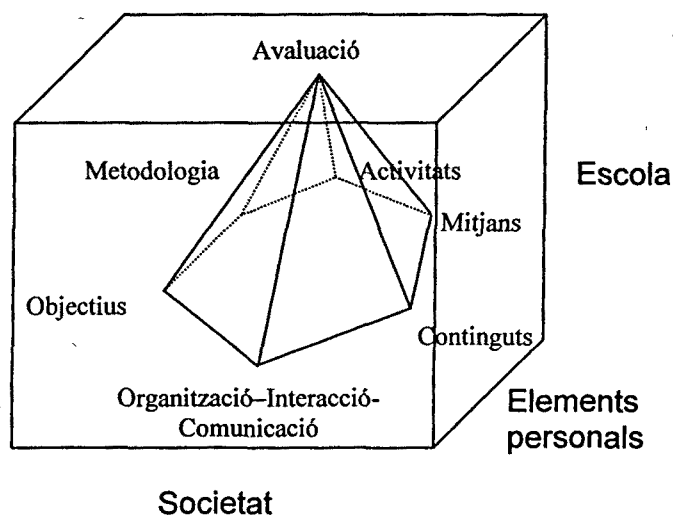 Avaluació
Metodologia
Activitats
Escola
Mitjans
Objectius
Continguts
Organització–Interacció-
Comunicació
Elements
personals
Societat